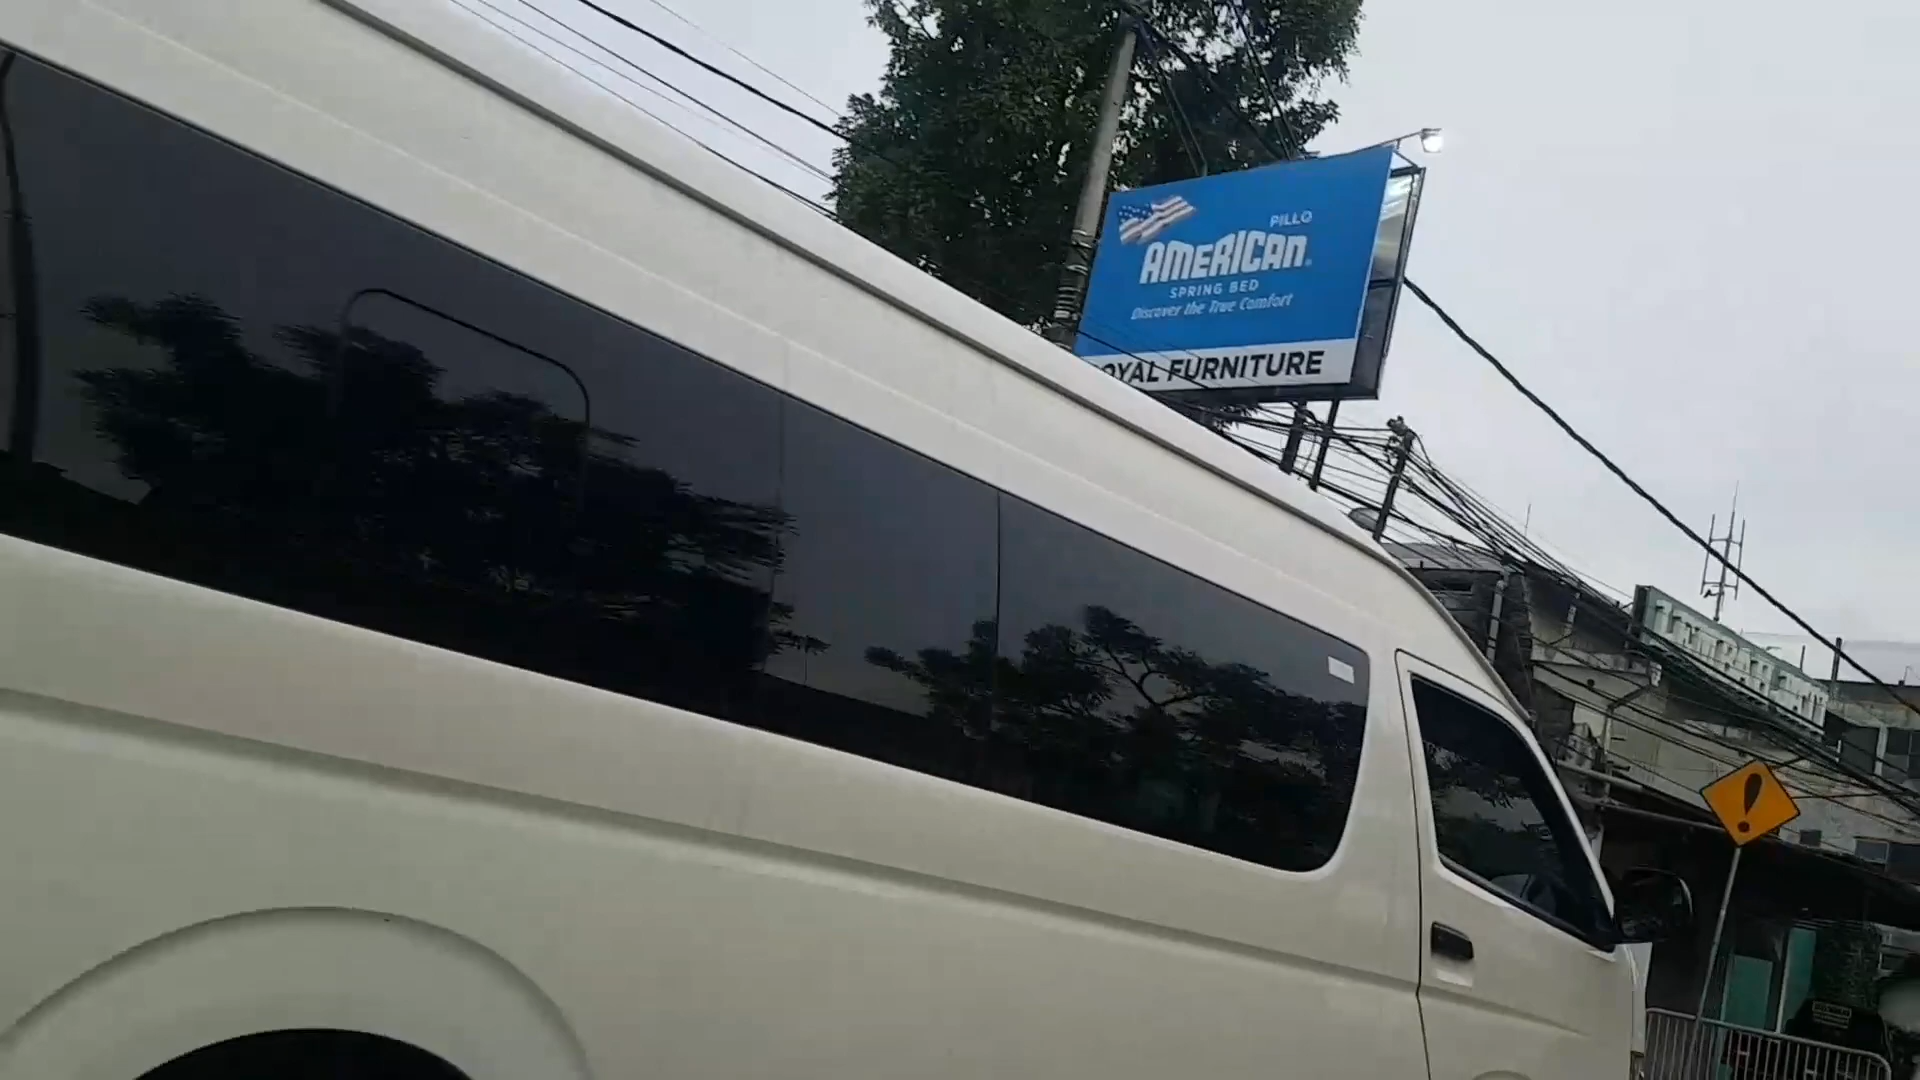 PILLO
AMERICAN
SPRING BED
Discover the True Comfort
OYAL FURNITURE